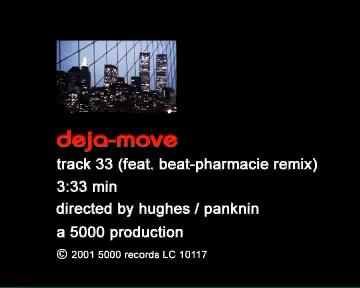 deja-move
track 33 (feat. beat-pharmacie remix)
3:33 min
directed by hughes / panknin
a 5000 production
© 2001 5000 records LC 10117